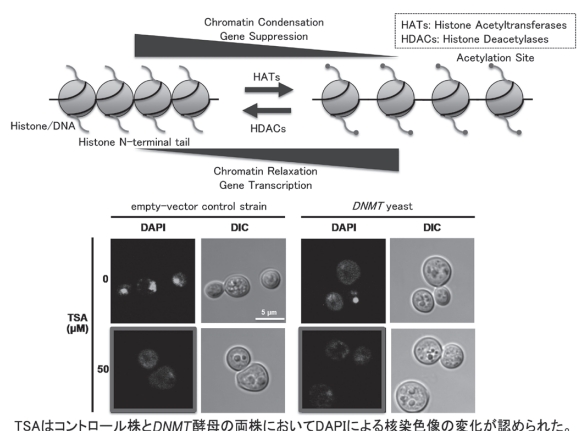 Chromatin Condensation
Gene Suppression
HATs: Histone Acetyltransferases
HDACs: Histone Deacetylases
Acetylation Site
HATs
HDACs
Histone/DNA
Histone N-terminal tail
Chromatin Relaxation
Gene Transcription
empty-vector control strain DNMT yeast
DAPI DIC DAPI DIC
0
5 μm
TSA
(μM)
50
TSAはコントロール株とDNMT酵母の両株においてDAPIによる核染色像の変化が認められた。